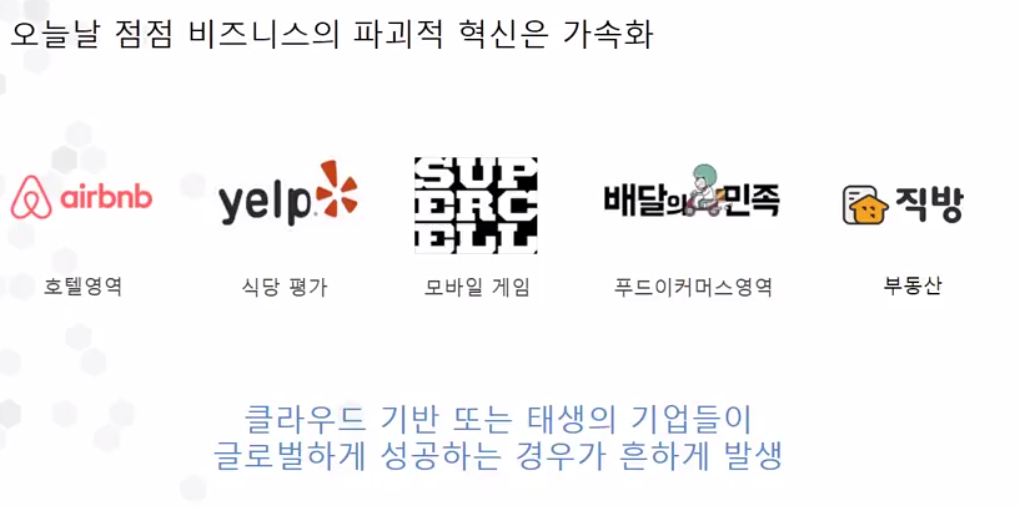 오늘날 점점 비즈니스의 파괴적 혁신은 가속화
airbnb
yelp
SUP
ERC
ELL
배달의민족
직방
호텔영역
식당 평가
모바일 게임
푸드이커머스영역
부동산
클라우드 기반 또는 태생의 기업들이
글로벌하게 성공하는 경우가 흔하게 발생